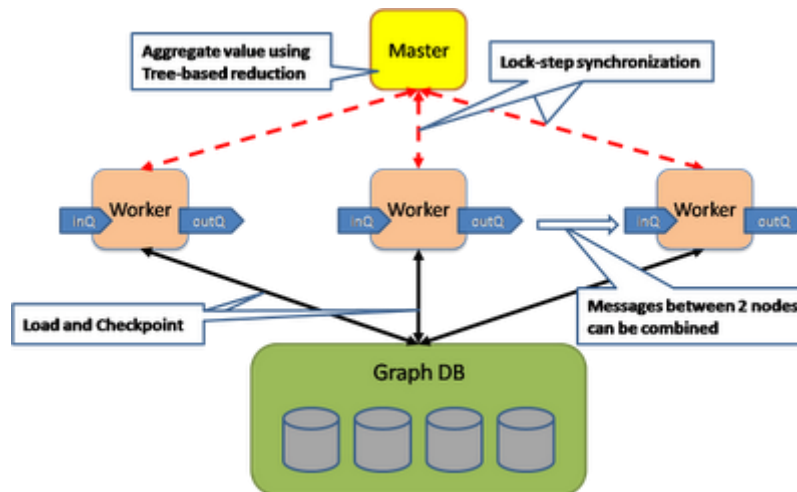 Aggregate value using
Tree-based reduction
Master
Lock-step synchronization
Worker
inQ
outQ
Worker
inQ
outQ
Worker
inQ
outQ
Load and Checkpoint
Messages between 2 nodes
can be combined
Graph DB